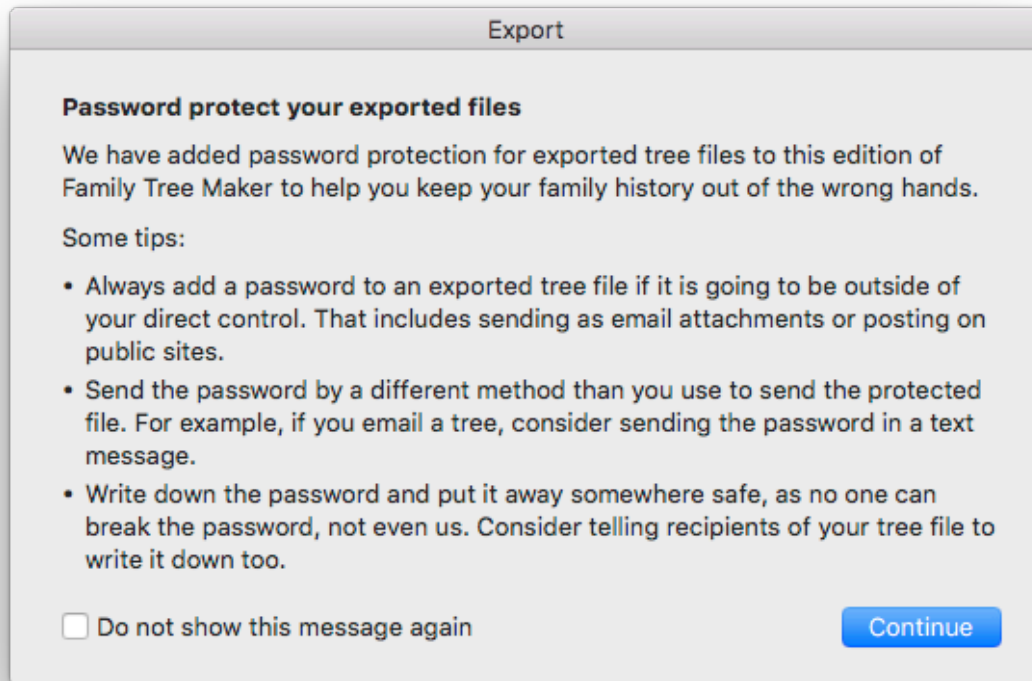 Export
Password protect your exported files
We have added password protection for exported tree files to this edition of
Family Tree Maker to help you keep your family history out of the wrong hands.
Some tips:
• Always add a password to an exported tree file if it is going to be outside of
your direct control. That includes sending as email attachments or posting on
public sites.
• Send the password by a different method than you use to send the protected
file. For example, if you email a tree, consider sending the password in a text
message.
• Write down the password and put it away somewhere safe, as no one can
break the password, not even us. Consider telling recipients of your tree file to
write it down too.
Do not show this message again
Continue